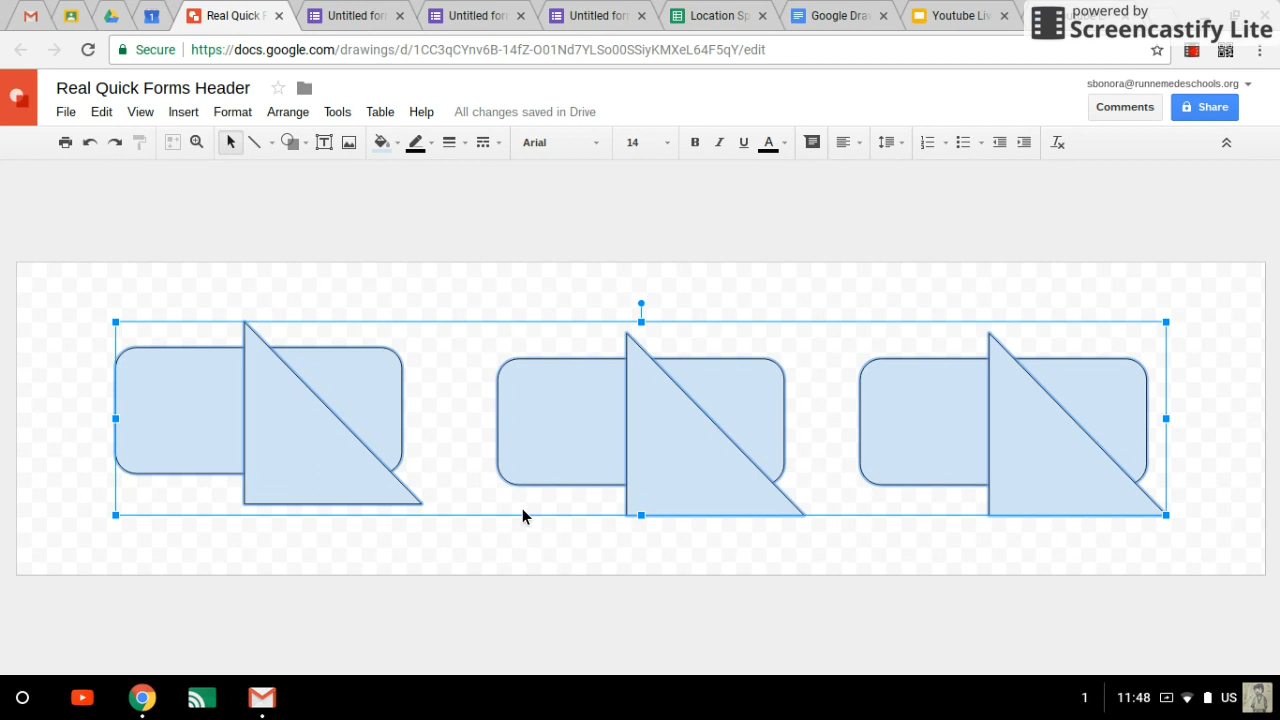 Real Quick F
Untitled for
Untitled for
Untitled for
Location Sp
Google Drav
Youtube Liv
powered by
Screencastify Lite
Secure
https://docs.google.com/drawings/d/1CC3qCYnv6B-14fZ-O01Nd7YLSo00SSiyKMXeL64F5qY/edit
Real Quick Forms Header
sbonora@runnemedeschools.org
File Edit View Insert Format Arrange Tools Table Help All changes saved in Drive
Comments
Share
Arial
14
B I U A
1 11:48 US